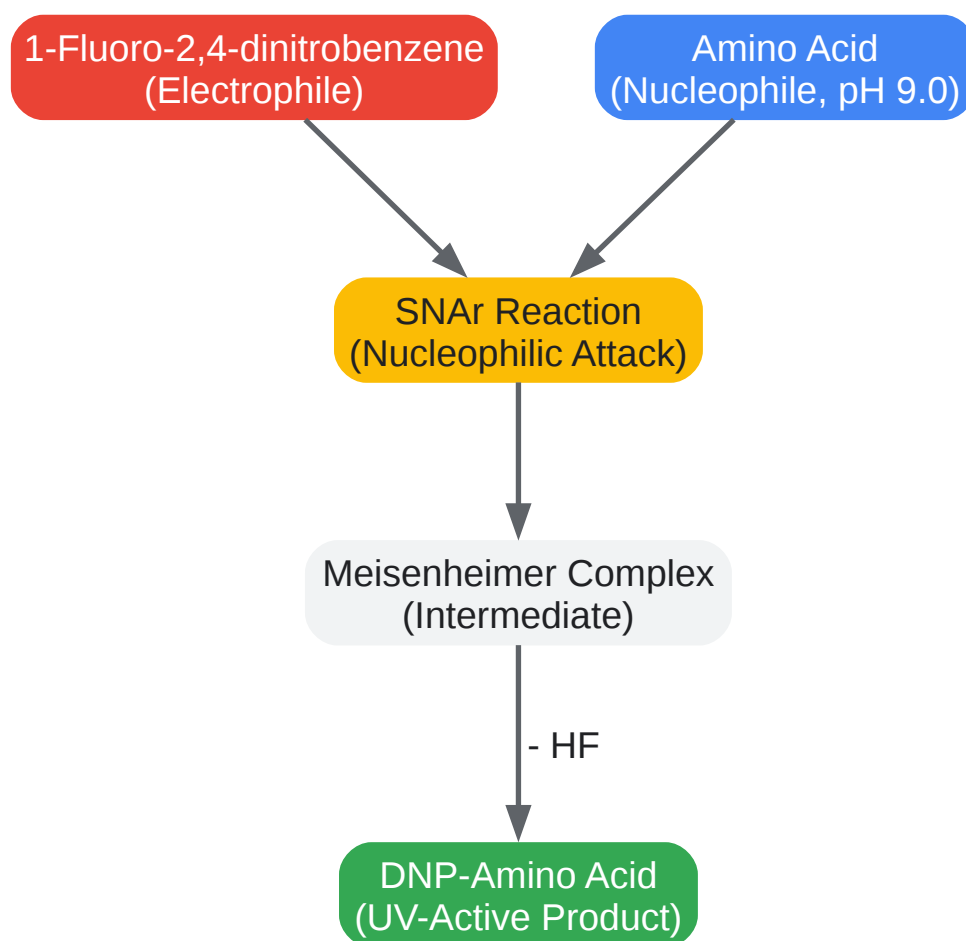 1-Fluoro-2,4-dinitrobenzene
(Electrophile)
Amino Acid
(Nucleophile, pH 9.0)
SNAr Reaction
(Nucleophilic Attack)
Meisenheimer Complex
(Intermediate)
- HF
DNP-Amino Acid
(UV-Active Product)